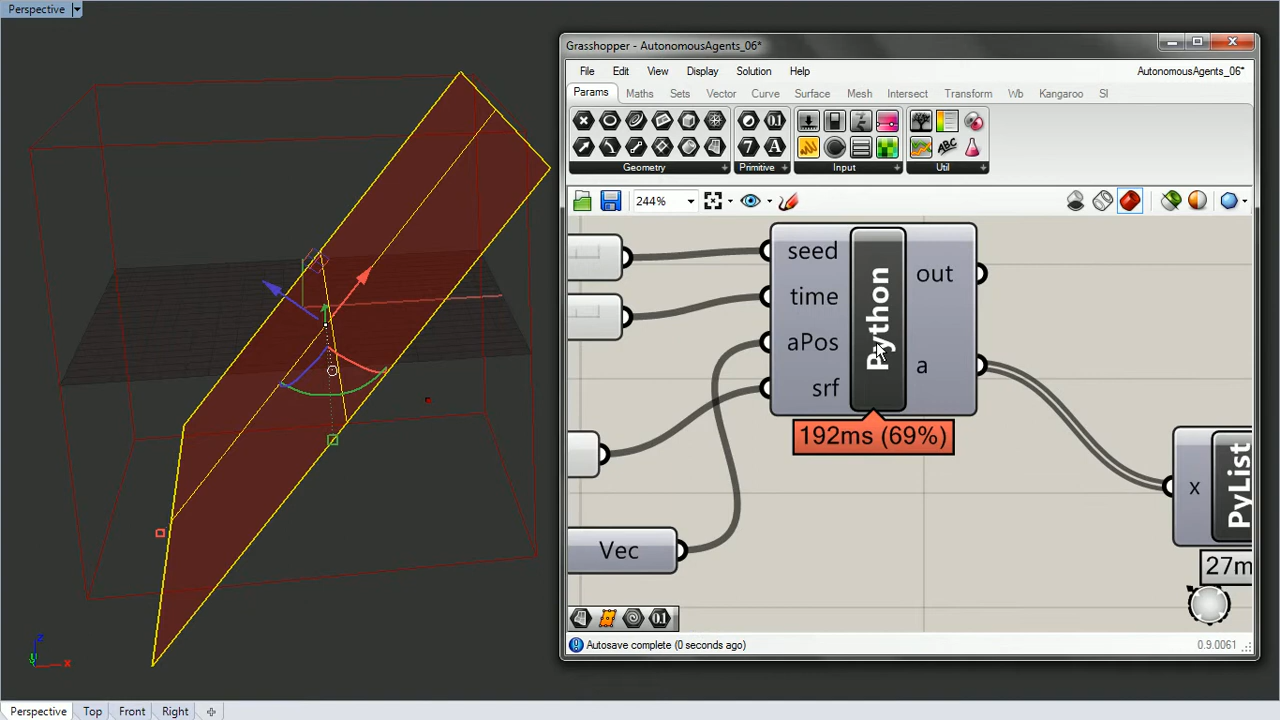 Perspective
Grasshopper - AutonomousAgents_06*
File Edit View Display Solution Help AutonomousAgents_06*
Params Maths Sets Vector Curve Surface Mesh Intersect Transform Wb Kangaroo SI
Geometry Primitive Input Util
244%
seed
time
aPos
srf
Python
out
a
192ms (69%)
Vec
x
PyList
27m
Autosave complete (0 seconds ago) 0.9.0061
z
y
x
Perspective Top Front Right